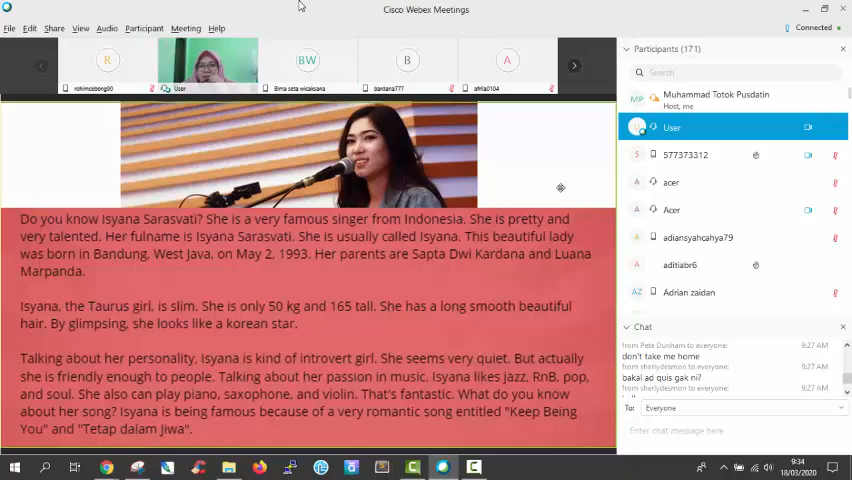 Cisco Webex Meetings
File Edit Share View Audio Participant Meeting Help
Connected
R
BW
B
A
rohimcebong90
User
Bima seta wicaksana
bardana777
afrila0104
Participants (171)
Search
MP
Muhammad Totok Pusdatin
Host, me
User
S
577373312
A
acer
A
Acer
A
adiansyahcahya79
A
aditiabr6
AZ
Adrian zaidan
Do you know Isyana Sarasvati? She is a very famous singer from Indonesia. She is pretty and
very talented. Her fulname is Isyana Sarasvati. She is usually called Isyana. This beautiful lady
was born in Bandung, West Java, on May 2, 1993. Her parents are Sapta Dwi Kardana and Luana
Marpanda.
Isyana, the Taurus girl, is slim. She is only 50 kg and 165 tall. She has a long smooth beautiful
hair. By glimpsing, she looks like a korean star.
Talking about her personality, Isyana is kind of introvert girl. She seems very quiet. But actually
she is friendly enough to people. Talking about her passion in music. Isyana likes jazz, RnB, pop,
and soul. She also can play piano, saxophone, and violin. That's fantastic. What do you know
about her song? Isyana is being famous because of a very romantic song entitled "Keep Being
You" and "Tetap dalam Jiwa".
Chat
from Pete Dunham to everyone: 9:27 AM
don't take me home
from sherlydesmon to everyone: 9:27 AM
bakal ad quis gak ni?
from sherlydesmon to everyone: 9:27 AM
To: Everyone
Enter chat message here
9:34
18/03/2020